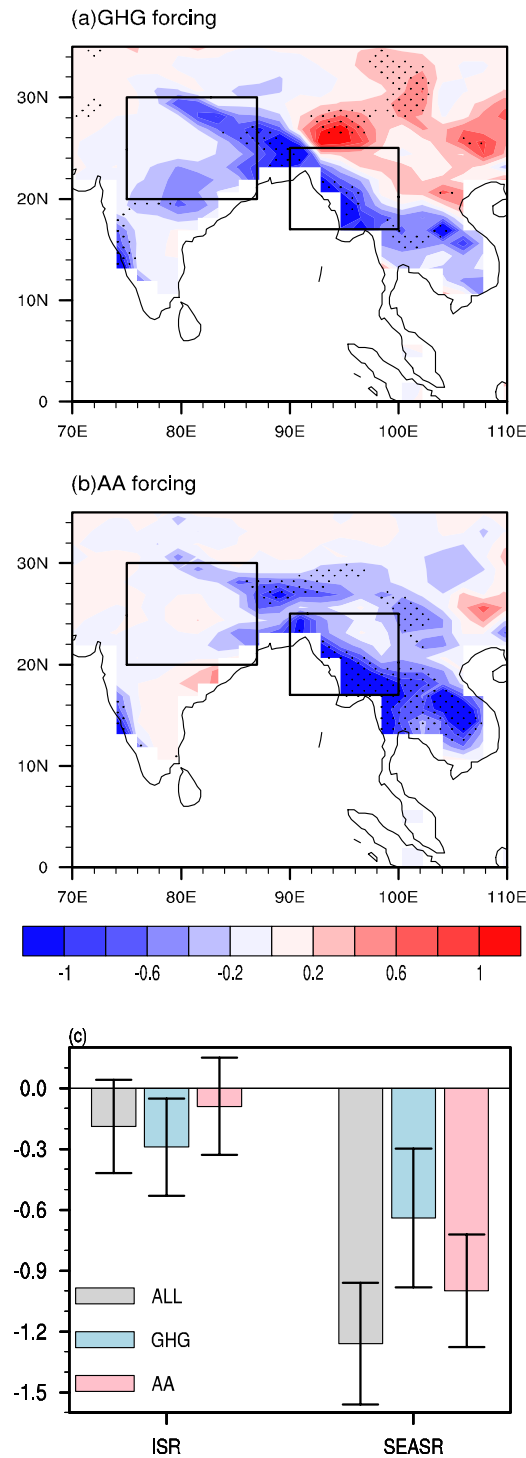 (a)GHG forcing
30N
20N
10N
0
70E 80E 90E 100E 110E
(b)AA forcing
30N
20N
10N
0
70E 80E 90E 100E 110E
-1 -0.6 -0.2 0.2 0.6 1
(c)
0.0
-0.3
-0.6
-0.9
-1.2
-1.5
ALL
GHG
AA
ISR SEASR